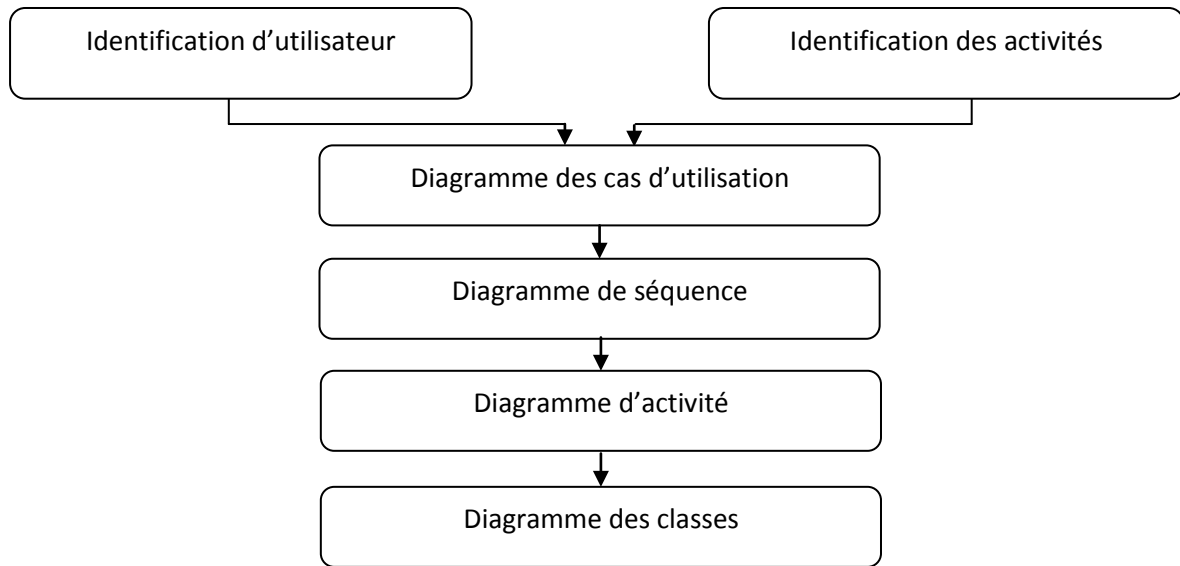 Identification d’utilisateur
Identification des activités
Diagramme des cas d’utilisation
Diagramme de séquence
Diagramme d’activité
Diagramme des classes